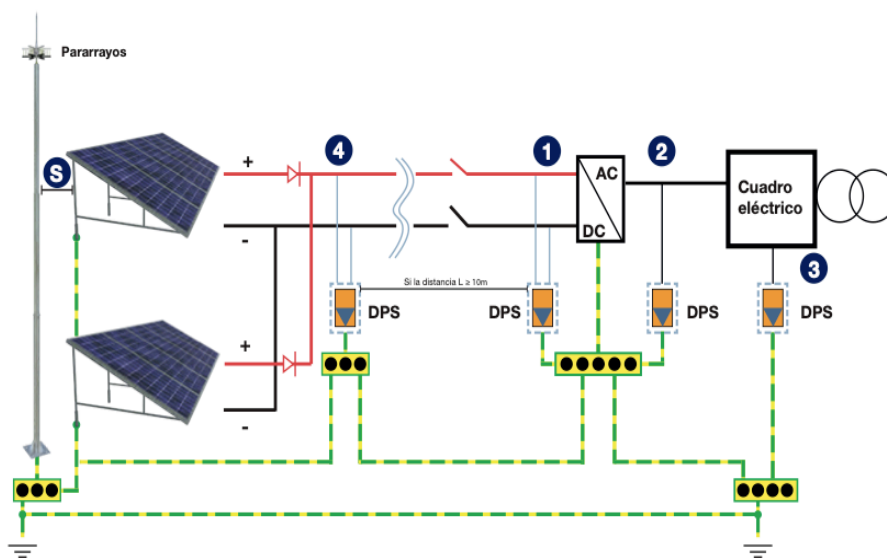 Pararrayos
S
+
-
+
-
4
1
2
AC
DC
Cuadro
eléctrico
3
Si la distancia L ≥ 10m
DPS
DPS
DPS
DPS